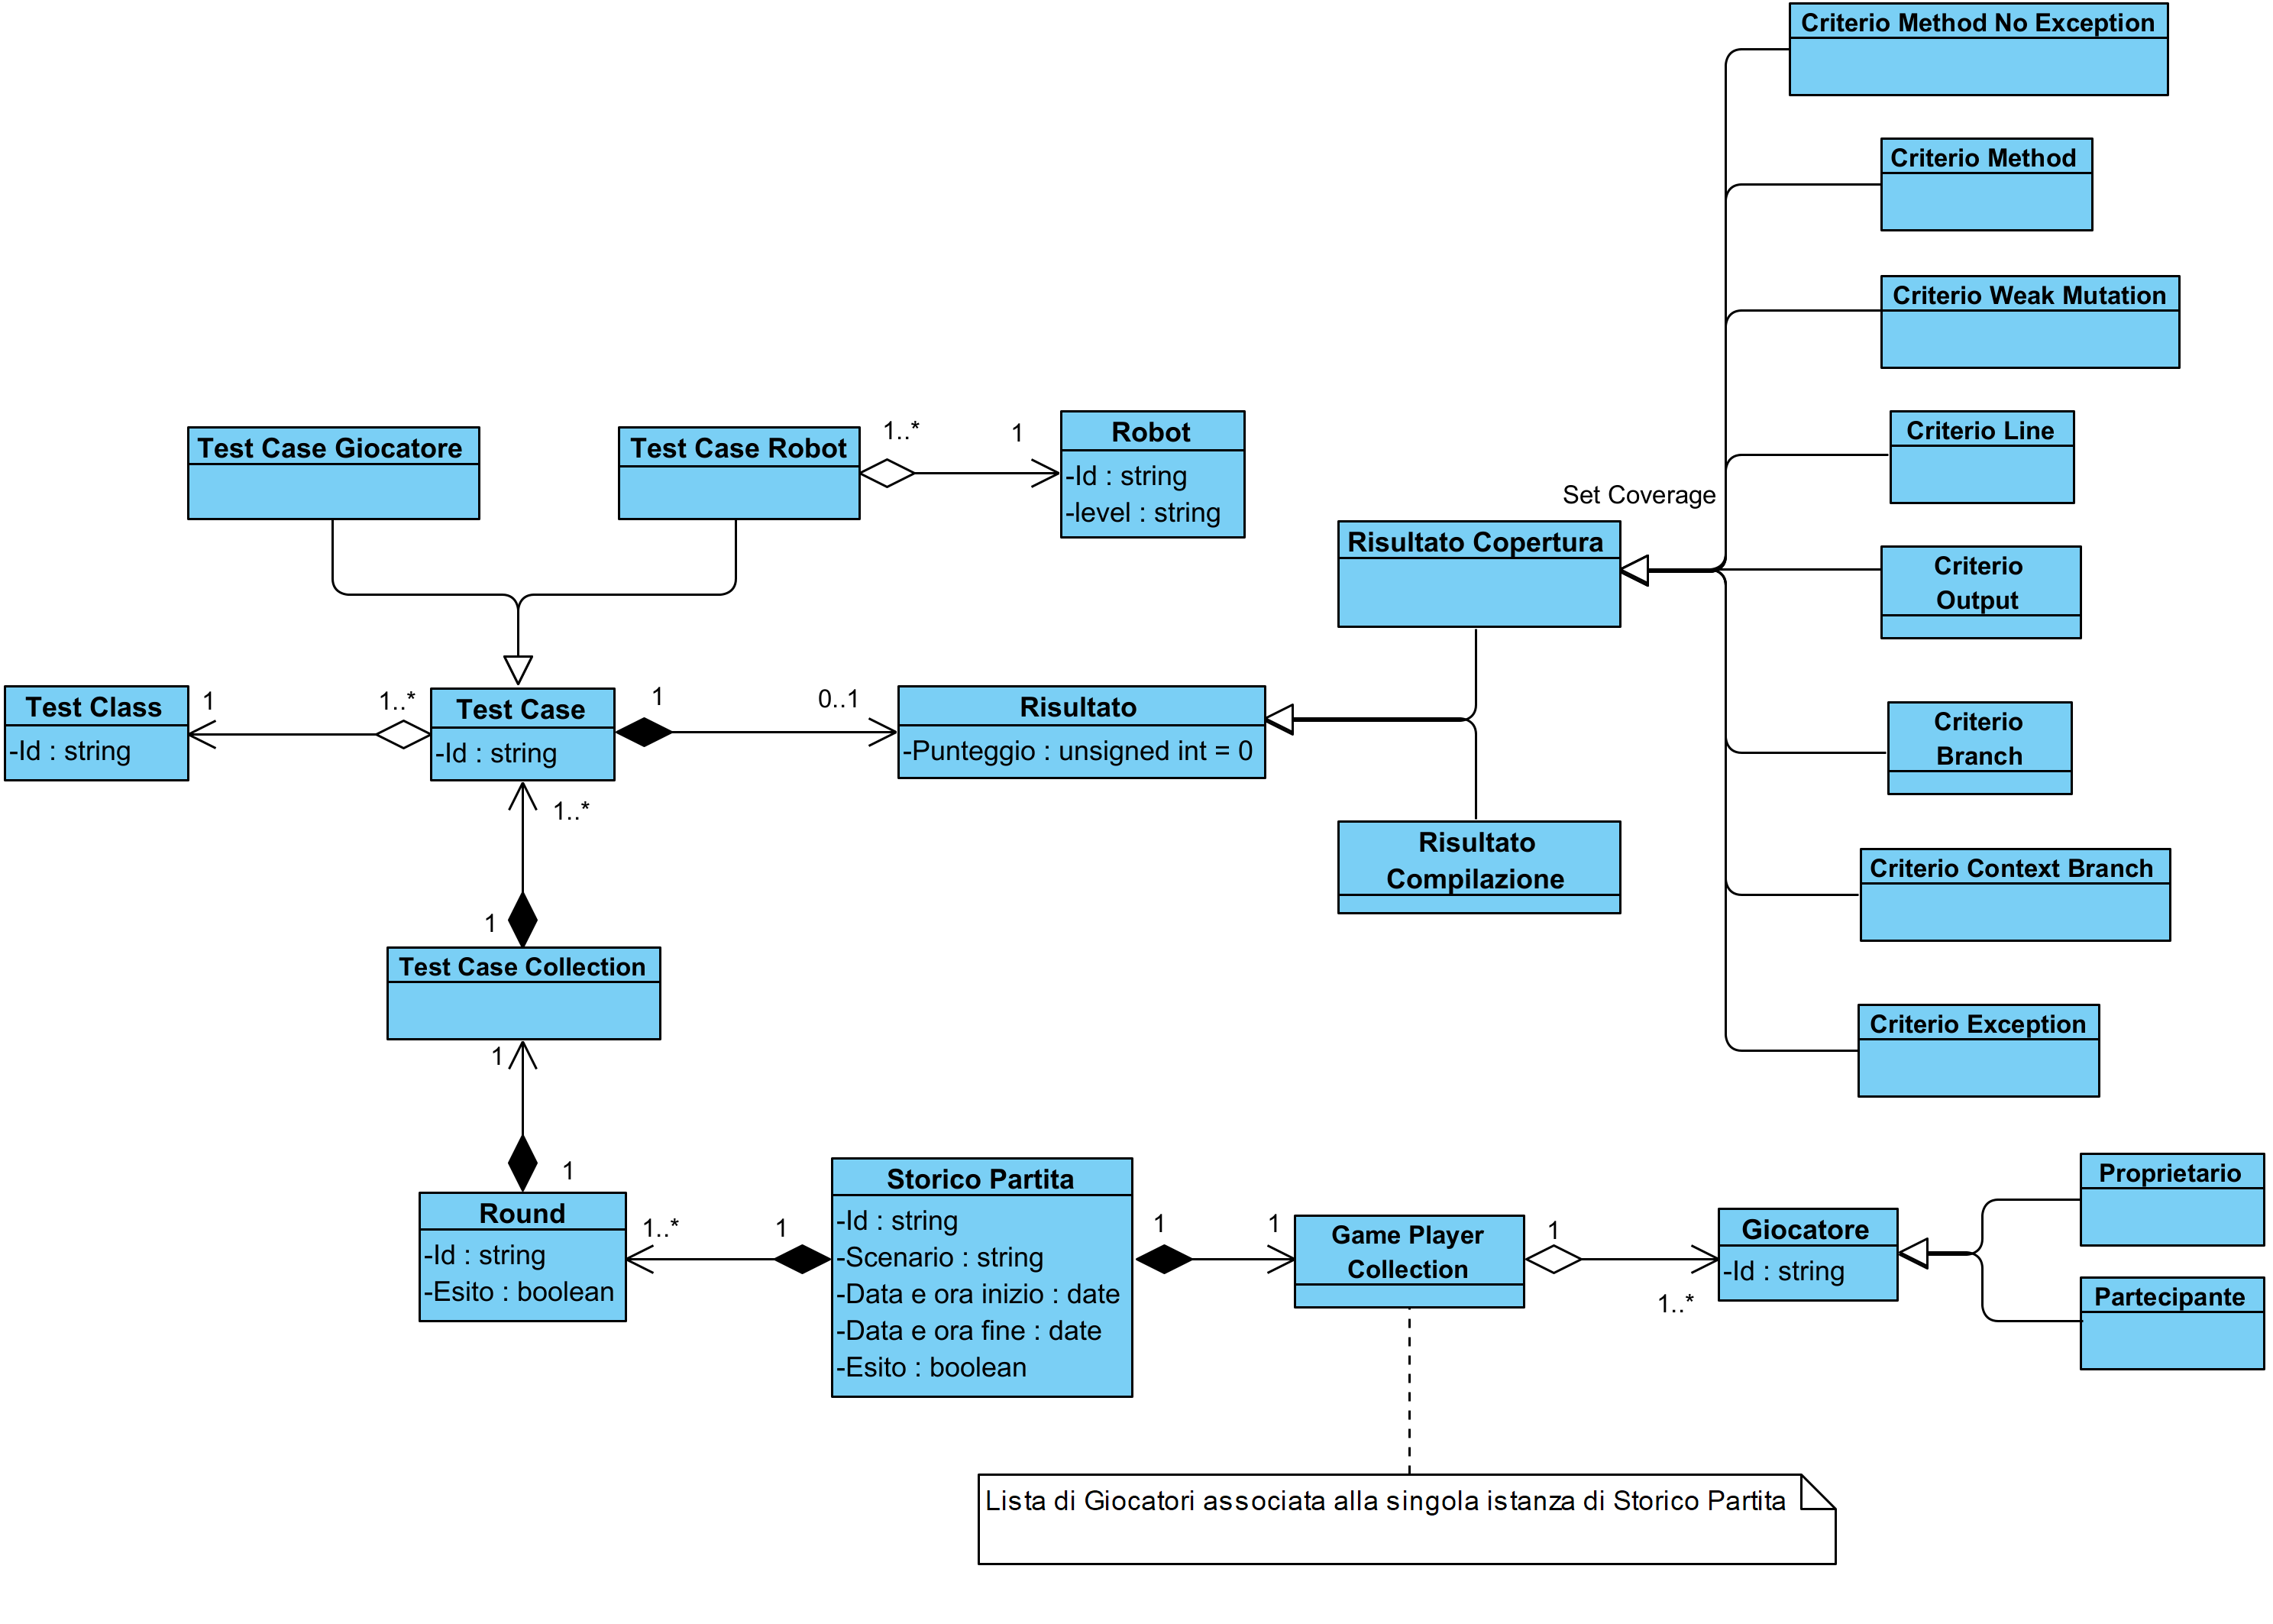 Criterio Method No Exception
Criterio Method
Criterio Weak Mutation
Criterio Line
Criterio
Output
Criterio
Branch
Criterio Context Branch
Criterio Exception
Set Coverage
Risultato Copertura
Test Case Giocatore
Test Case Robot
1..*
1
Robot
-Id : string
-level : string
Test Class
-Id : string
1
1..*
Test Case
-Id : string
1
0..1
Risultato
-Punteggio : unsigned int = 0
Risultato
Compilazione
1..*
1
Test Case Collection
1
1
Round
-Id : string
-Esito : boolean
1..*
1
Storico Partita
-Id : string
-Scenario : string
-Data e ora inizio : date
-Data e ora fine : date
-Esito : boolean
1
1
Game Player
Collection
1
1..*
Giocatore
-Id : string
Proprietario
Partecipante
Lista di Giocatori associata alla singola istanza di Storico Partita